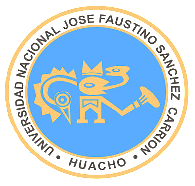 UNIVERSIDAD NACIONAL JOSE FAUSTINO SANCHEZ CARRION
• HUACHO •